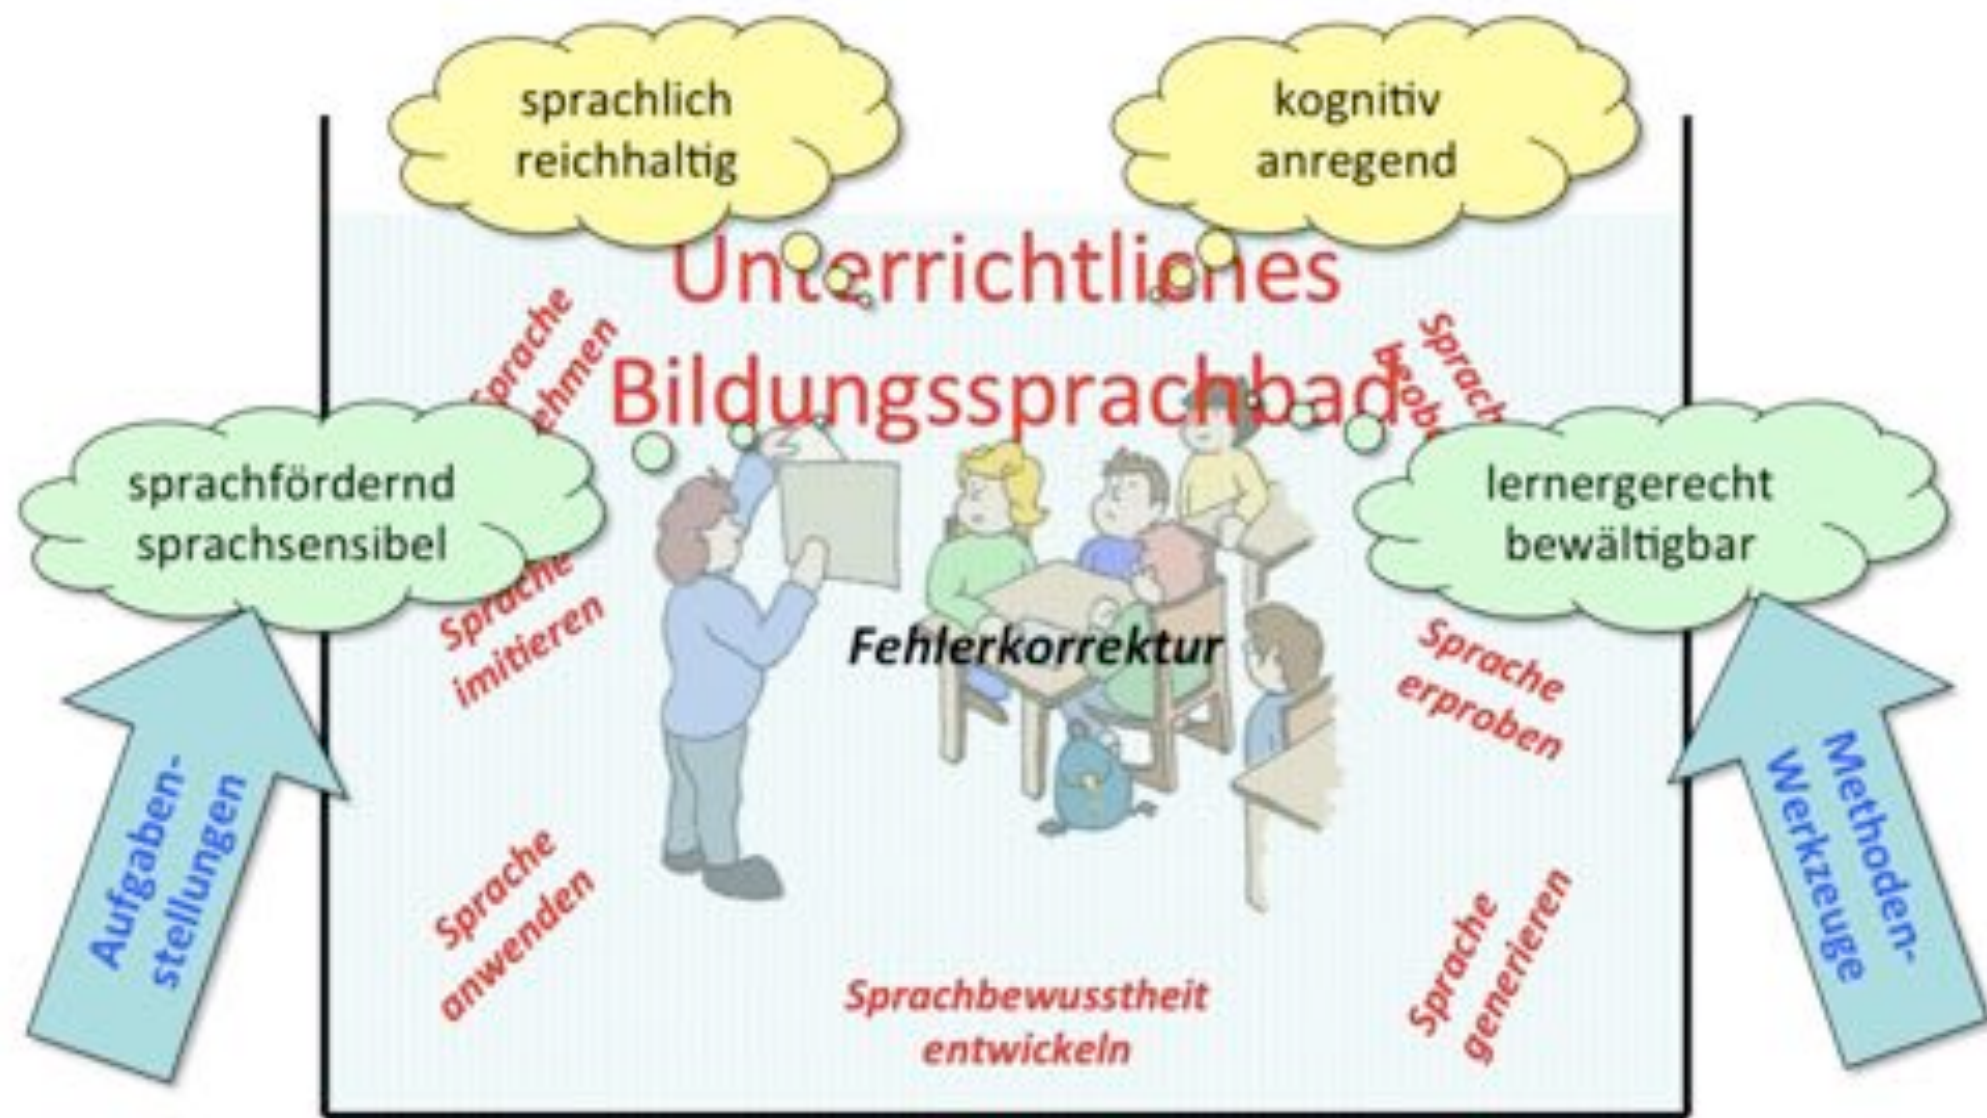 sprachlich
reichhaltig
kognitiv
anregend
Unterrichtliches
Bildungssprachbad
Sprache
sprachfördernd
sprachsensibel
lernergerecht
bewältigbar
Sprache
imitieren
Fehlerkorrektur
Sprache
erproben
Aufgaben-
stellungen
Methoden-
Werkzeuge
Sprache
anwenden
Sprache
generieren
Sprachbewusstheit
entwickeln